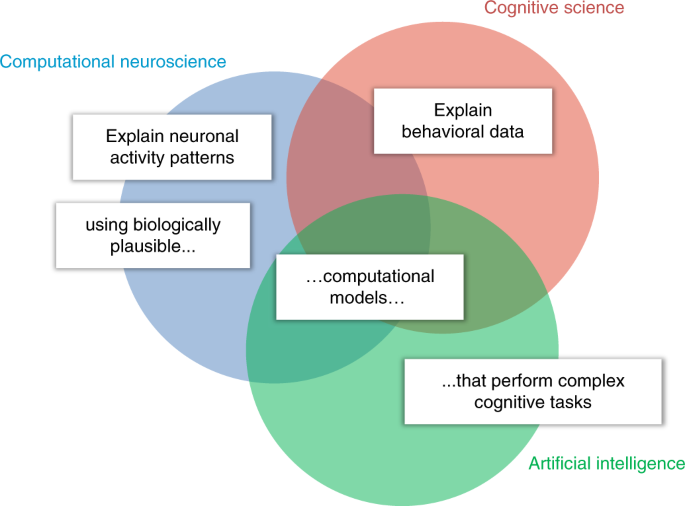 Cognitive science
Computational neuroscience
Explain
behavioral data
Explain neuronal
activity patterns
using biologically
plausible...
…computational
models…
...that perform complex
cognitive tasks
Artificial intelligence